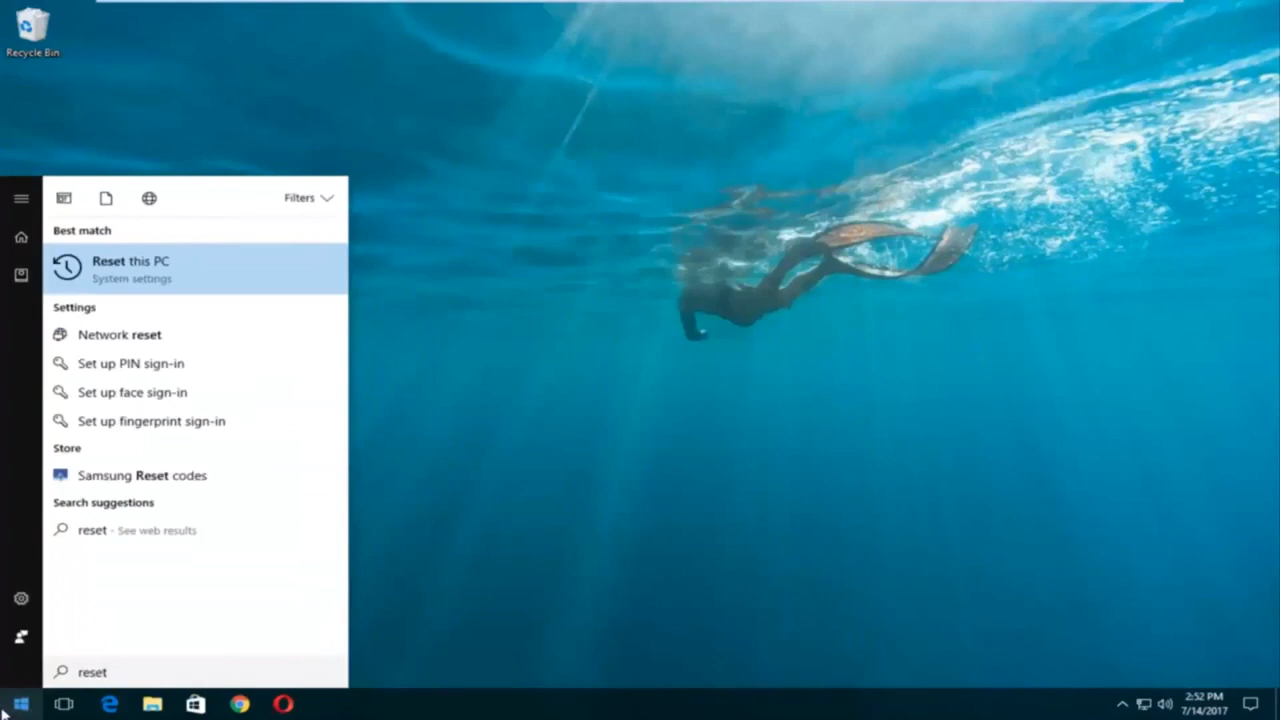 Recycle Bin
Filters
Best match
Reset this PC
System settings
Settings
Network reset
Set up PIN sign-in
Set up face sign-in
Set up fingerprint sign-in
Store
Samsung Reset codes
Search suggestions
reset - See web results
reset
2:52 PM
7/14/2017